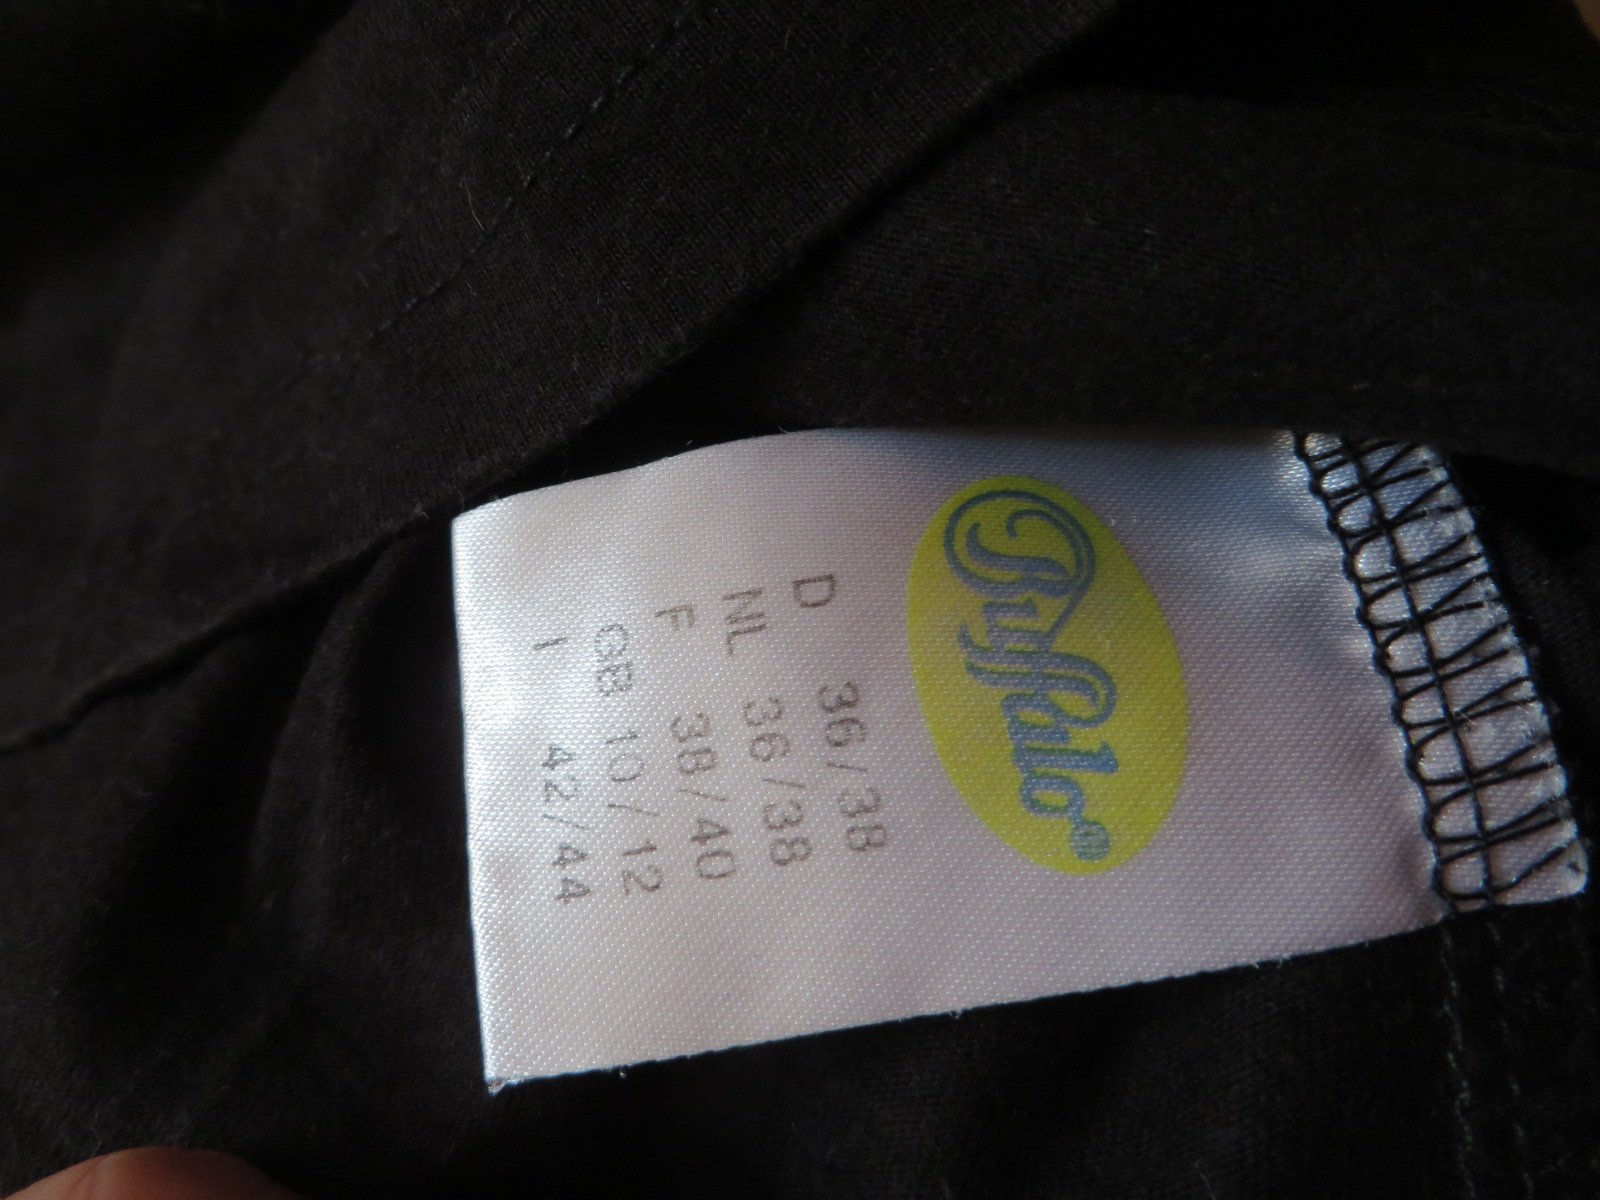 Buffalo®
D 36/38
NL 36/38
F 38/40
GB 10/12
I 42/44